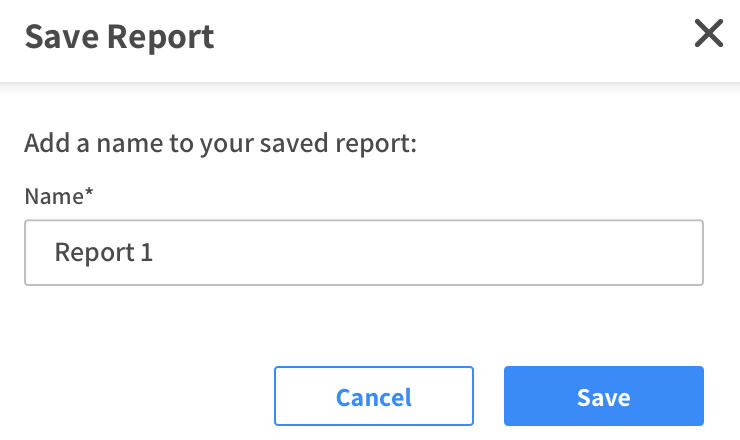 Save Report
Add a name to your saved report:
Name*
Report 1
Cancel
Save